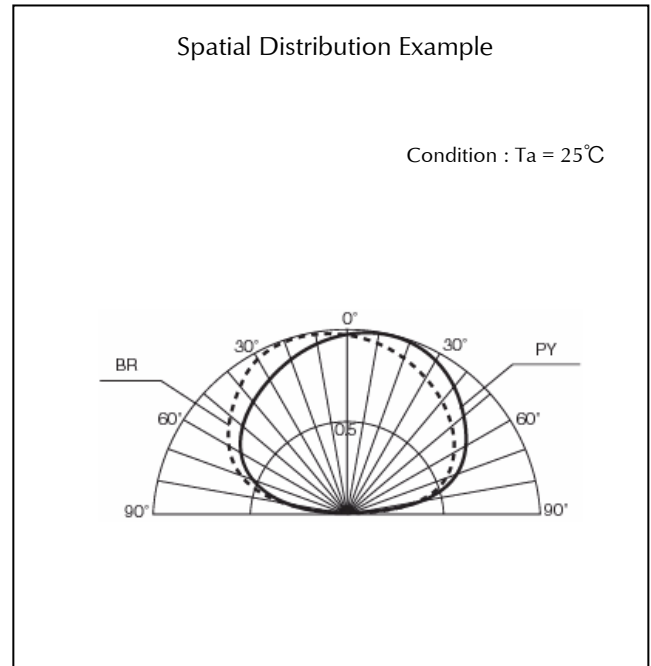 Spatial Distribution Example
Condition : Ta = 25℃
0°
30°
30°
BR
PY
60°
60°
0.5
90°
90°